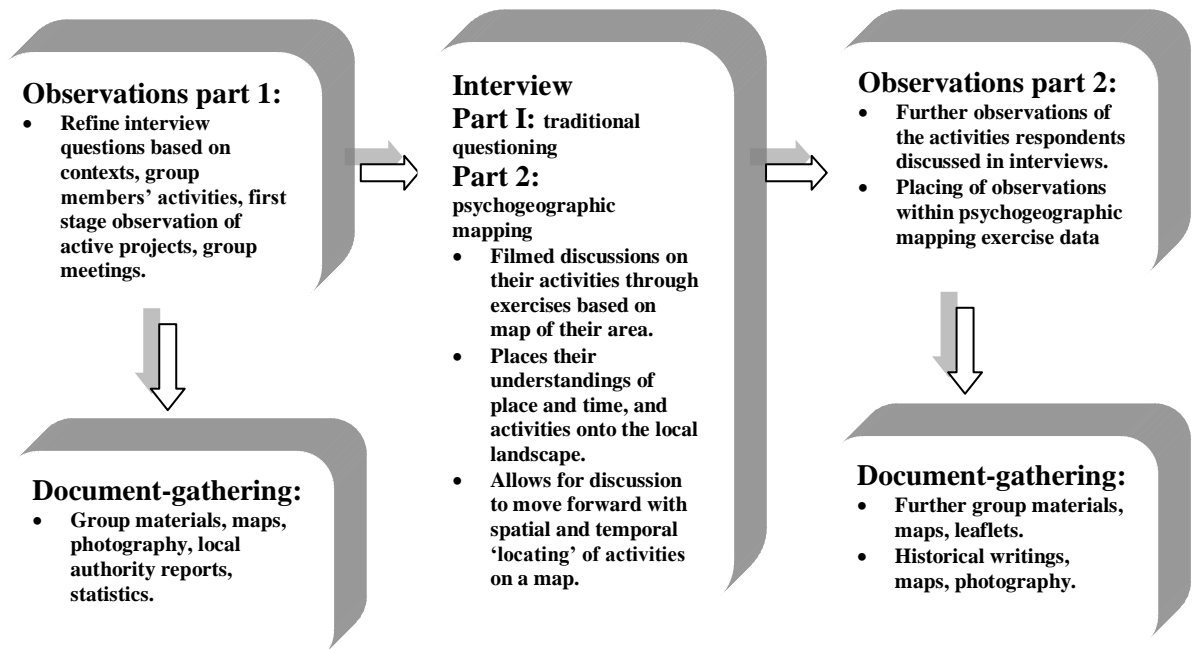 Observations part 1:
• Refine interview
questions based on
contexts, group
members’ activities, first
stage observation of
active projects, group
meetings.
Document-gathering:
• Group materials, maps,
photography, local
authority reports,
statistics.
Interview
Part I: traditional
questioning
Part 2:
psychogeographic
mapping
• Filmed discussions on
their activities through
exercises based on
map of their area.
• Places their
understandings of
place and time, and
activities onto the local
landscape.
• Allows for discussion
to move forward with
spatial and temporal
‘locating’ of activities
on a map.
Observations part 2:
• Further observations of
the activities respondents
discussed in interviews.
• Placing of observations
within psychogeographic
mapping exercise data
Document-gathering:
• Further group materials,
maps, leaflets.
• Historical writings,
maps, photography.